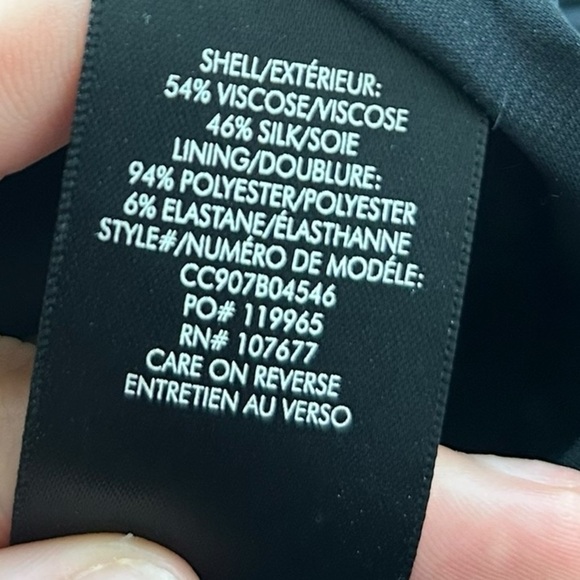 SHELL/EXTÉRIEUR:
54% VISCOSE/VISCOSE
46% SILK/SOIE
LINING/DOUBLURE:
94% POLYESTER/POLYESTER
6% ELASTANE/ÉLASTHANNE
STYLE#/NUMÉRO DE MODÉLE:
CC907B04546
PO# 119965
RN# 107677
CARE ON REVERSE
ENTRETIEN AU VERSO